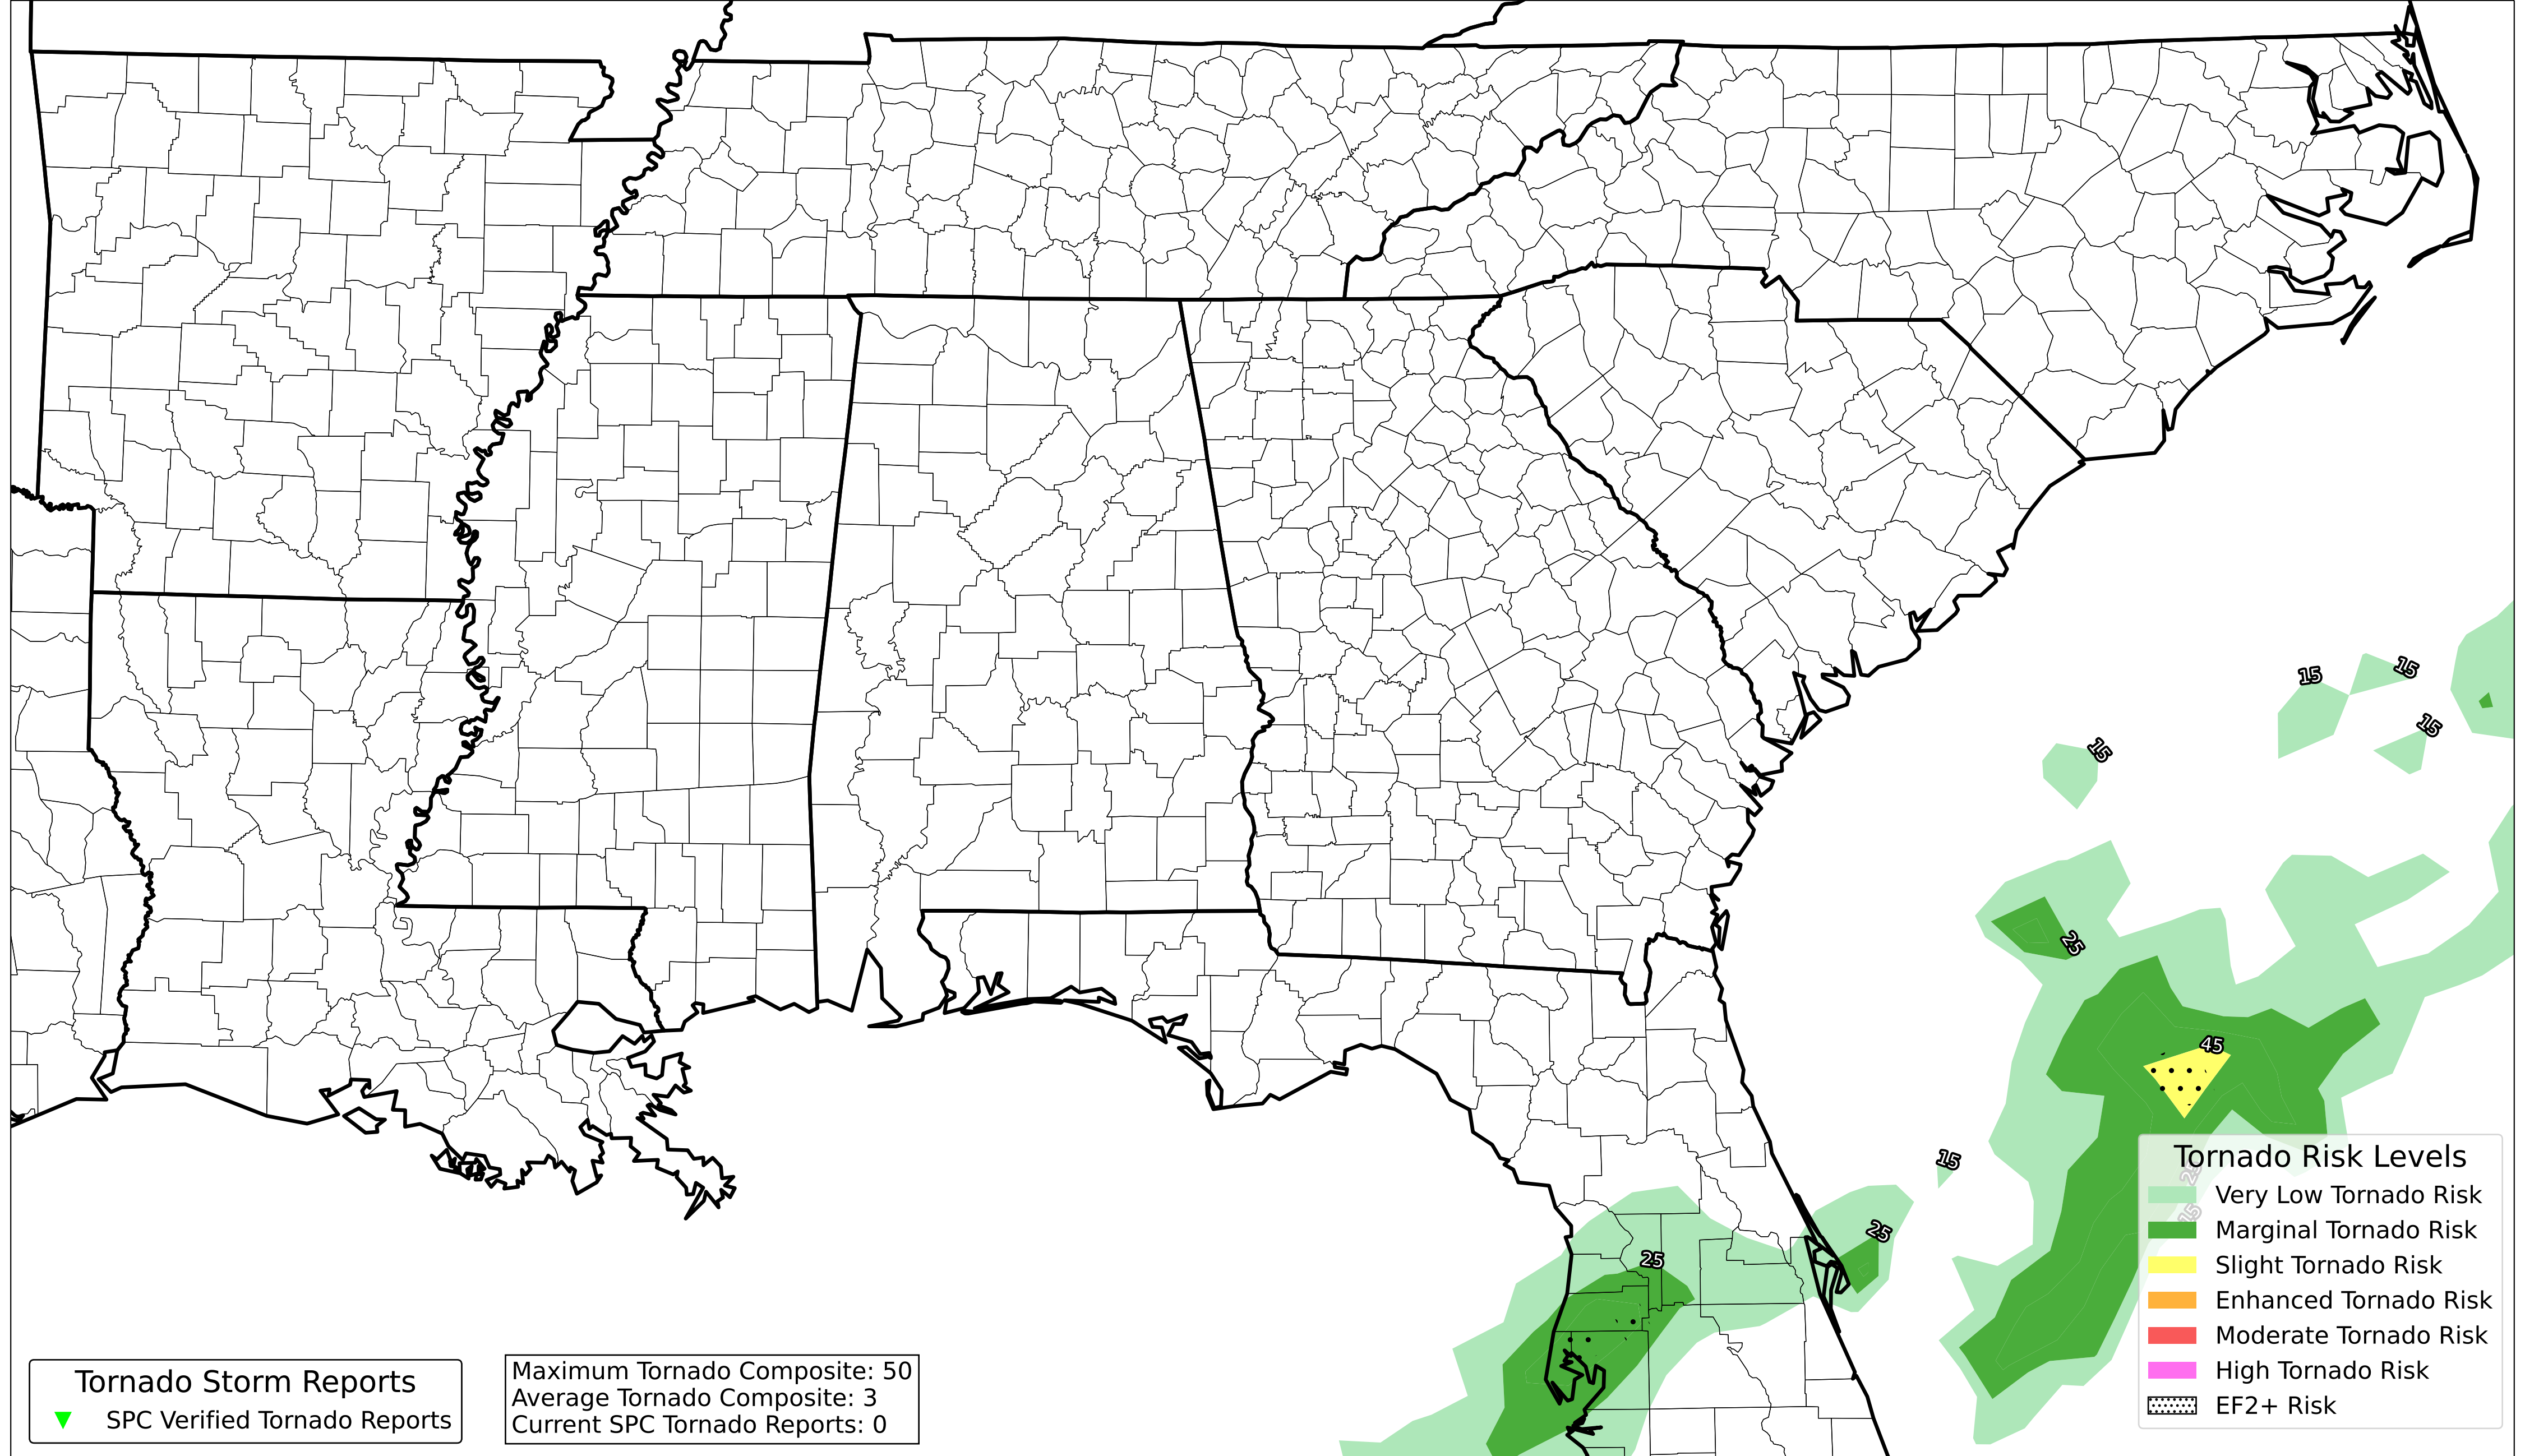 15
15
15
15
25
45
15
25
25
Tornado Risk Levels
25
15
Very Low Tornado Risk
Marginal Tornado Risk
Slight Tornado Risk
Enhanced Tornado Risk
Moderate Tornado Risk
High Tornado Risk
EF2+ Risk
Tornado Storm Reports
SPC Verified Tornado Reports
Maximum Tornado Composite: 50
Average Tornado Composite: 3
Current SPC Tornado Reports: 0